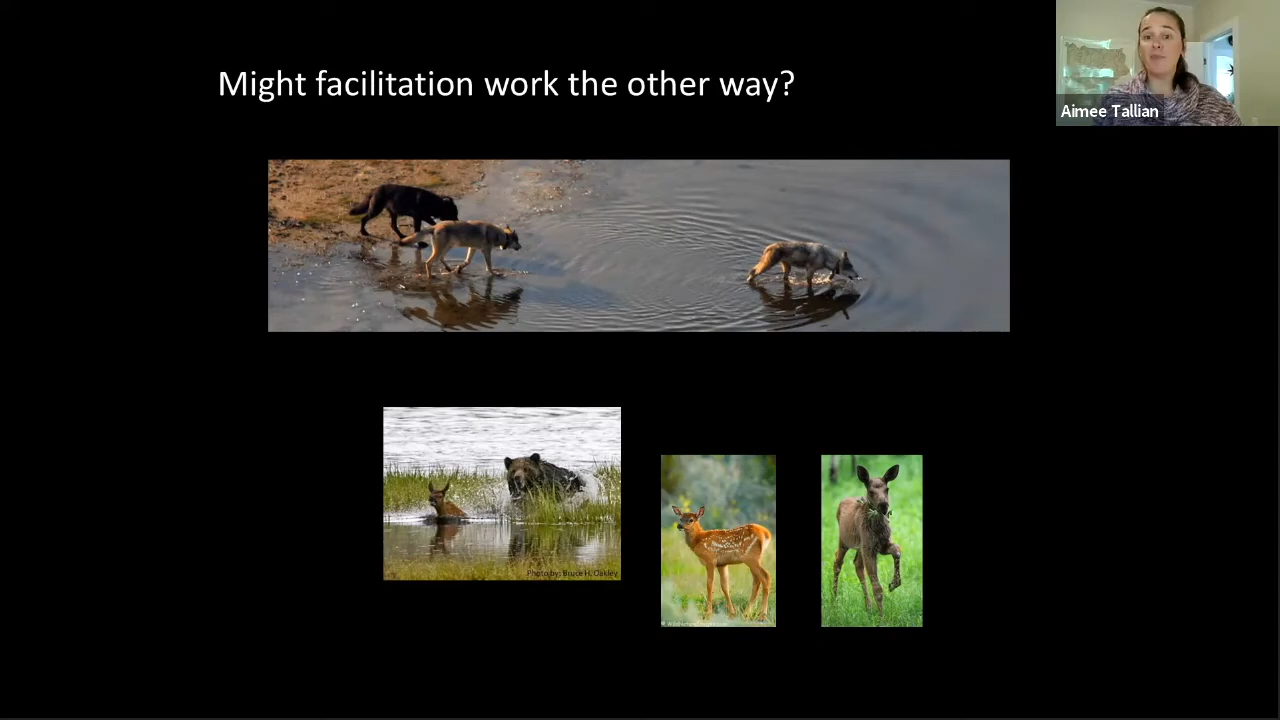 Might facilitation work the other way?
Aimee Tallian
Photo by: Bruce H. Oakley